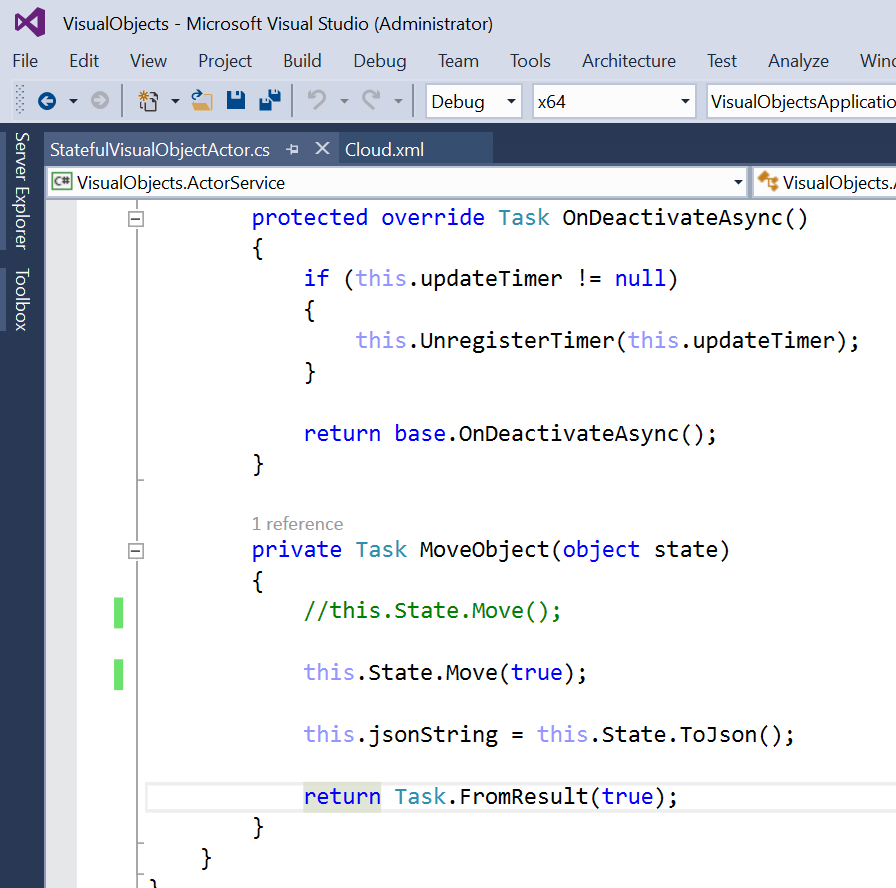 VisualObjects - Microsoft Visual Studio (Administrator)
File Edit View Project Build Debug Team Tools Architecture Test Analyze Wind
Debug x64 VisualObjectsApplicatio
Server Explorer
Toolbox
StatefulVisualObjectActor.cs Cloud.xml
C# VisualObjects.ActorService VisualObjects.A
protected override Task OnDeactivateAsync()
{
if (this.updateTimer != null)
{
this.UnregisterTimer(this.updateTimer);
}
return base.OnDeactivateAsync();
}
1 reference
private Task MoveObject(object state)
{
//this.State.Move();
this.State.Move(true);
this.jsonString = this.State.ToJson();
return Task.FromResult(true);
}
}
}